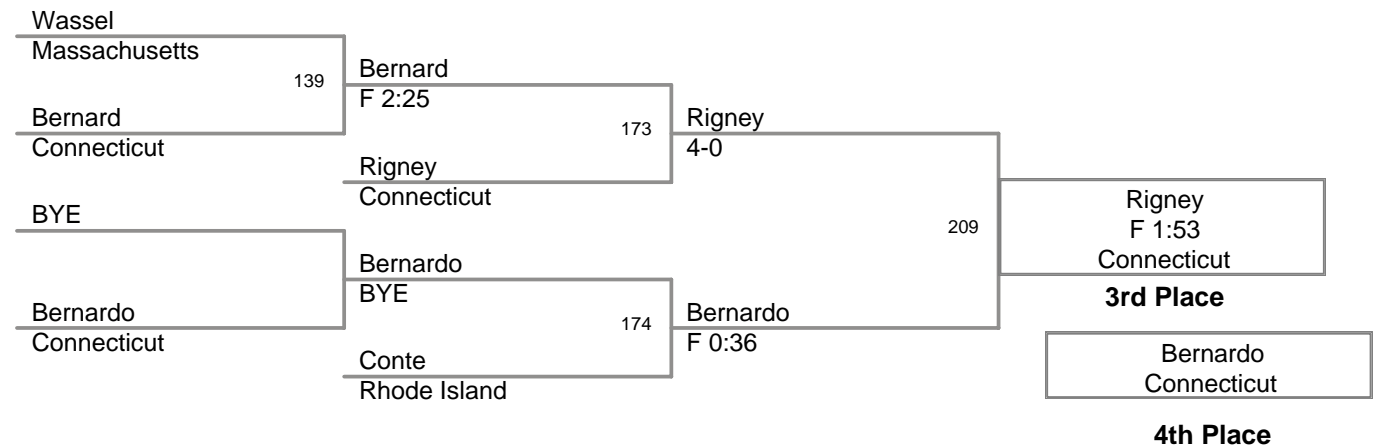 Wassel
Massachusetts
139
Bernard
F 2:25
Bernard
Connecticut
173
Rigney
4-0
Rigney
Connecticut
BYE
209
Rigney
F 1:53
Connecticut
3rd Place
Bernardo
BYE
Bernardo
Connecticut
174
Bernardo
F 0:36
Conte
Rhode Island
Bernardo
Connecticut
4th Place